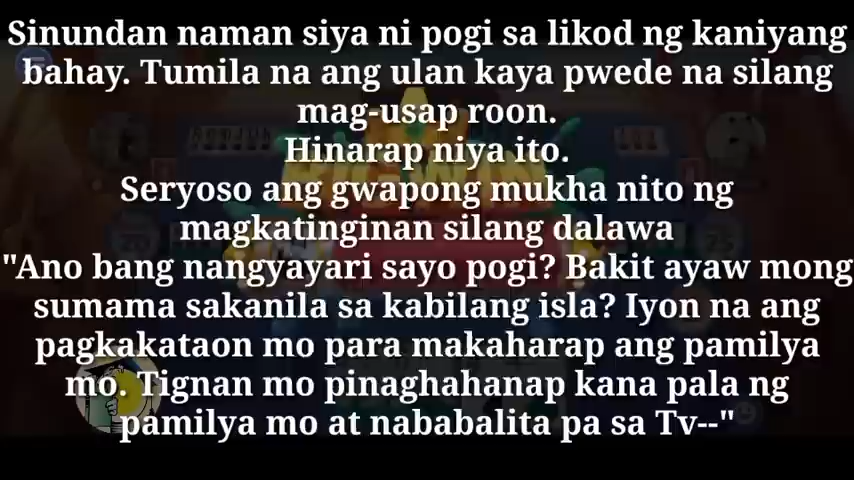 Sinundan naman siya ni pogi sa likod ng kaniyang
bahay. Tumila na ang ulan kaya pwede na silang
mag-usap roon.
Hinarap niya ito.
Seryoso ang gwapong mukha nito ng
magkatinginan silang dalawa
"Ano bang nangyayari sayo pogi? Bakit ayaw mong
sumama sakanila sa kabilang isla? Iyon na ang
pagkakataon mo para makaharap ang pamilya
mo. Tignan mo pinaghahanap kana pala ng
pamilya mo at nababalita pa sa Tv--"